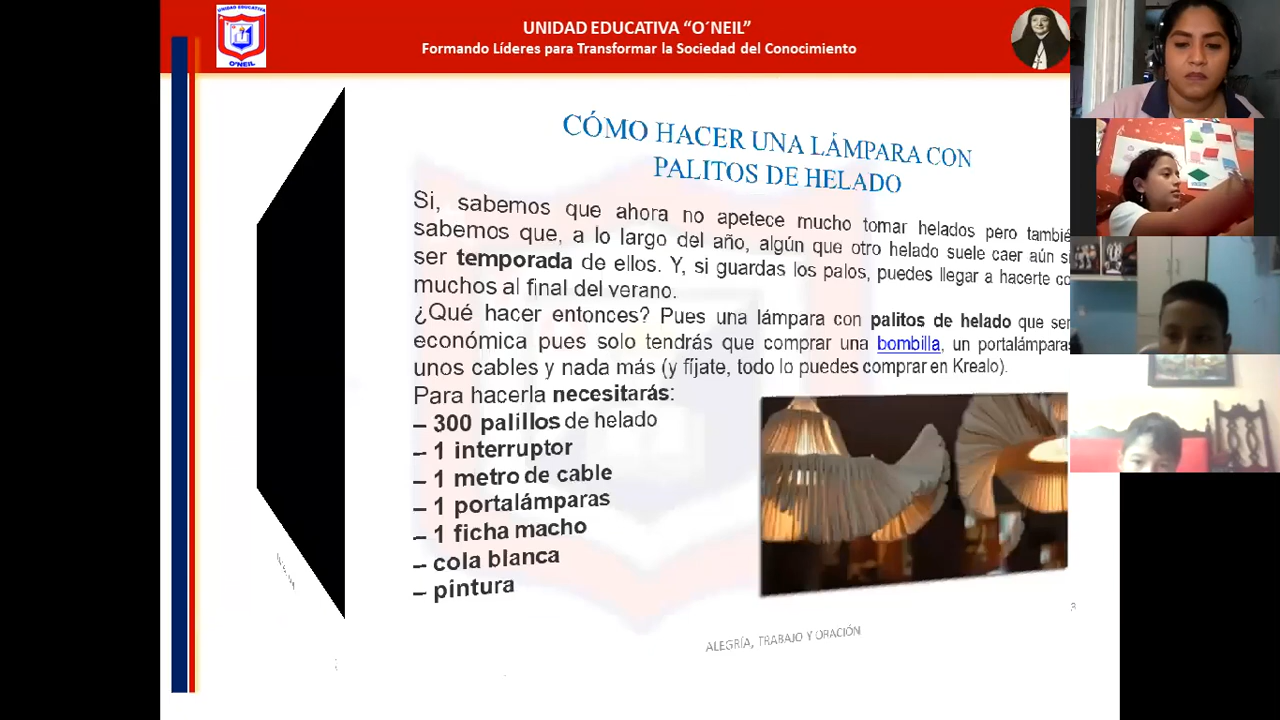 UNIDAD EDUCATIVA
O´NEIL
UNIDAD EDUCATIVA “O´NEIL”
Formando Líderes para Transformar la Sociedad del Conocimiento
CÓMO HACER UNA LÁMPARA CON
PALITOS DE HELADO
Si, sabemos que ahora no apetece mucho tomar helados pero
sabemos que, a lo largo del año, algún que otro helado suele caer aún
ser temporada de ellos. Y, si guardas los palos, puedes llegar a hacerte
muchos al final del verano.
¿Qué hacer entonces? Pues una lámpara con palitos de helado que
económica pues solo tendrás que comprar una bombilla, un portalámparas
unos cables y nada más (y fíjate, todo lo puedes comprar en Krealo).
Para hacerla necesitarás:
– 300 palillos de helado
– 1 interruptor
– 1 metro de cable
– 1 portalámparas
– 1 ficha macho
– cola blanca
– pintura
ALEGRÍA, TRABAJO Y ORACIÓN
3